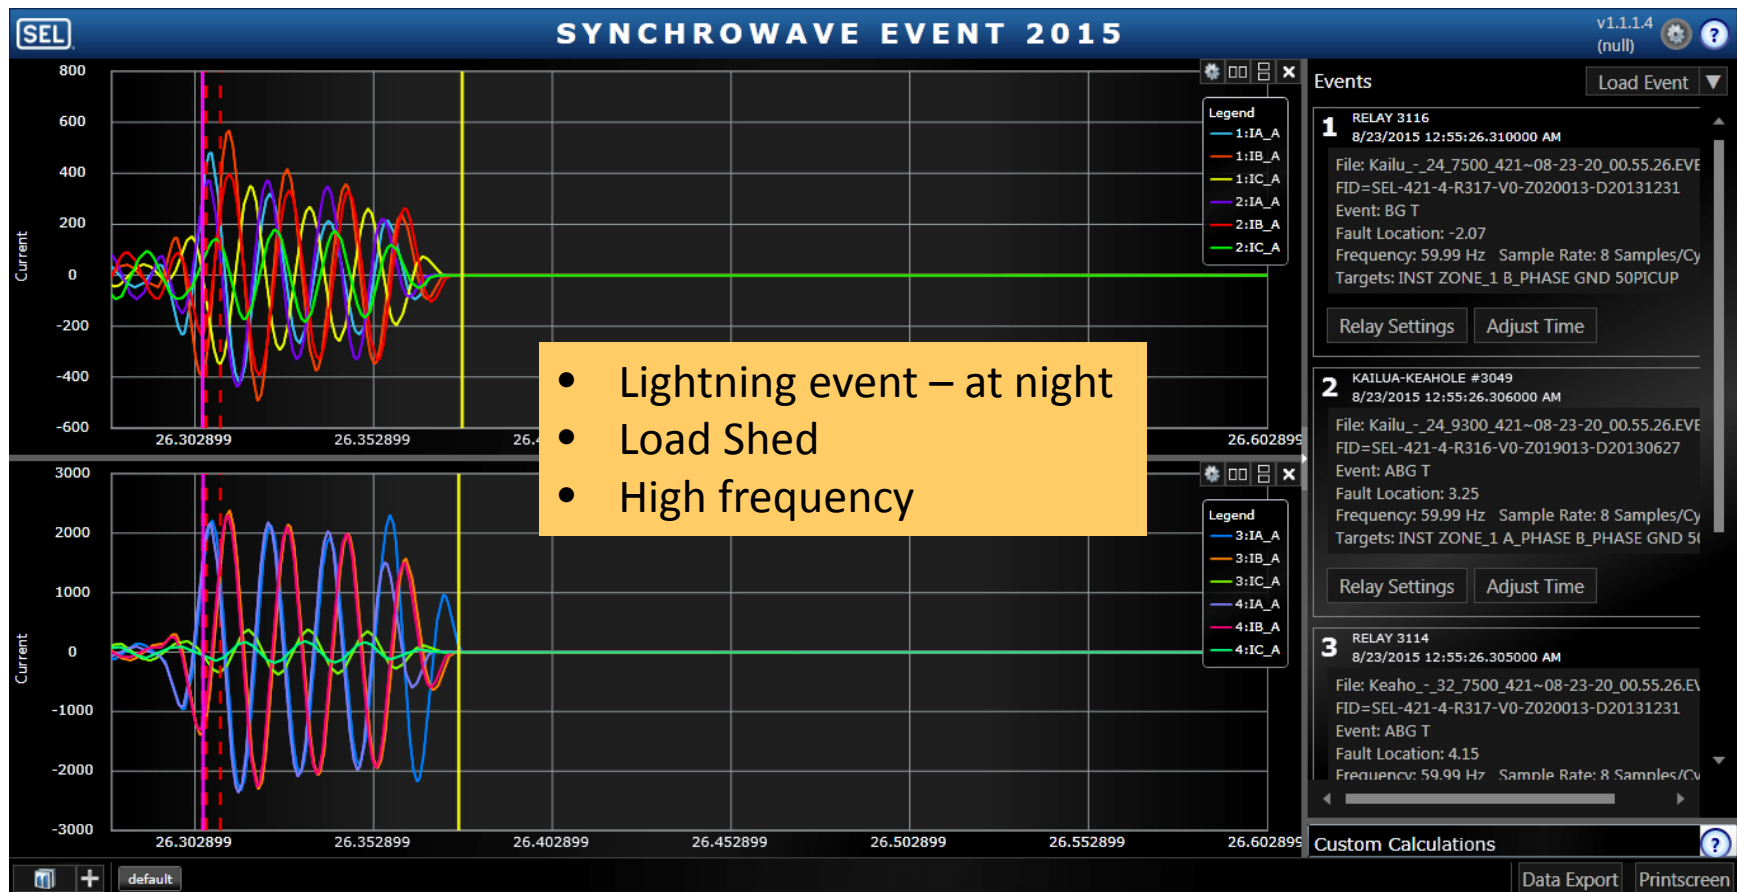 SEL
SYNCHROWAVE EVENT 2015
v1.1.1.4
(null)
?
800
600
400
200
0
-200
-400
-600
Current
26.302899
26.352899
26.4
26.602899
Legend
1:IA_A
1:IB_A
1:IC_A
2:IA_A
2:IB_A
2:IC_A
• Lightning event – at night
• Load Shed
• High frequency
3000
2000
1000
0
-1000
-2000
-3000
Current
26.302899
26.352899
26.402899
26.452899
26.502899
26.552899
26.602899
Legend
3:IA_A
3:IB_A
3:IC_A
4:IA_A
4:IB_A
4:IC_A
Events
Load Event
1
RELAY 3116
8/23/2015 12:55:26.310000 AM
File: Kailu_-_24_7500_421~08-23-20_00.55.26.EVE
FID=SEL-421-4-R317-V0-Z020013-D20131231
Event: BG T
Fault Location: -2.07
Frequency: 59.99 Hz Sample Rate: 8 Samples/Cy
Targets: INST ZONE_1 B_PHASE GND 50PICUP
Relay Settings
Adjust Time
2
KAILUA-KEAHOLE #3049
8/23/2015 12:55:26.306000 AM
File: Kailu_-_24_9300_421~08-23-20_00.55.26.EVE
FID=SEL-421-4-R316-V0-Z019013-D20130627
Event: ABG T
Fault Location: 3.25
Frequency: 59.99 Hz Sample Rate: 8 Samples/Cy
Targets: INST ZONE_1 A_PHASE B_PHASE GND 50
Relay Settings
Adjust Time
3
RELAY 3114
8/23/2015 12:55:26.305000 AM
File: Keaho_-_32_7500_421~08-23-20_00.55.26.EV
FID=SEL-421-4-R317-V0-Z020013-D20131231
Event: ABG T
Fault Location: 4.15
Frequency: 59.99 Hz Sample Rate: 8 Samples/Cy
Custom Calculations
?
default
Data Export
Printscreen